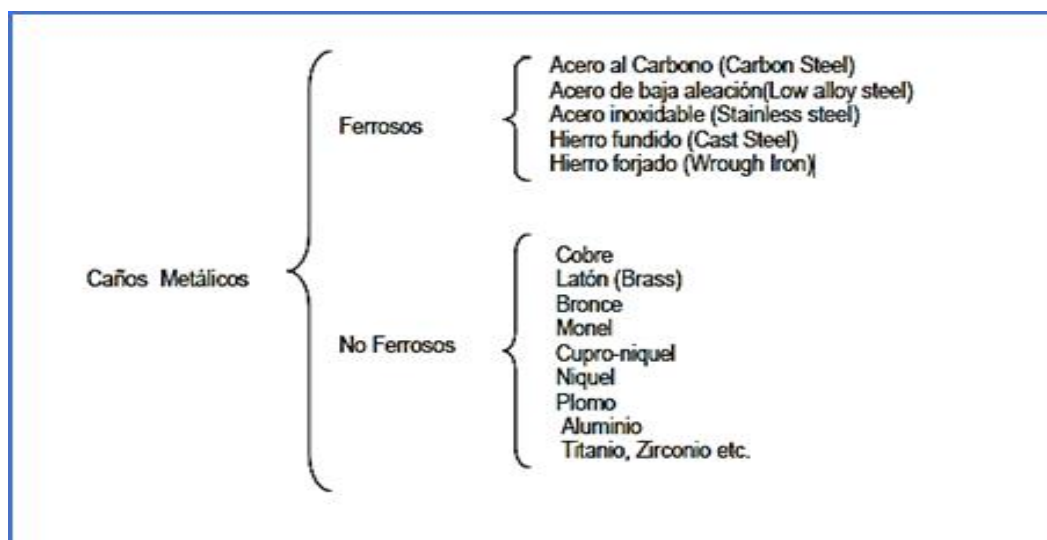 Caños Metálicos
Ferrosos
Acero al Carbono (Carbon Steel)
Acero de baja aleación(Low alloy steel)
Acero inoxidable (Stainless steel)
Hierro fundido (Cast Steel)
Hierro forjado (Wrough Iron)
No Ferrosos
Cobre
Latón (Brass)
Bronce
Monel
Cupro-niquel
Niquel
Plomo
Aluminio
Titanio, Zirconio etc.